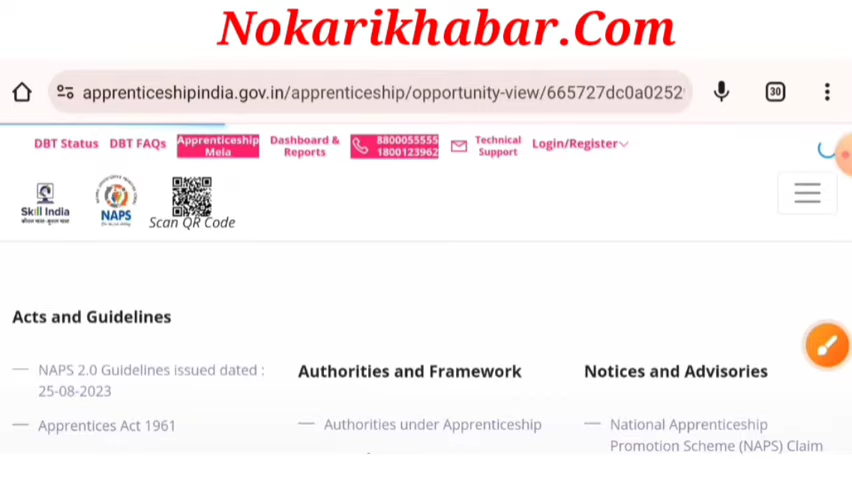 Nokarikhabar.Com
apprenticeshipindia.gov.in/apprenticeship/opportunity-view/665727dc0a0252
30
DBT Status DBT FAQs Apprenticeship Mela Dashboard & Reports 8800055555 1800123962 Technical Support Login/Register
Skill India
NAPS
Scan QR Code
Acts and Guidelines
NAPS 2.0 Guidelines issued dated :
25-08-2023
Apprentices Act 1961
Authorities and Framework
Authorities under Apprenticeship
Notices and Advisories
National Apprenticeship
Promotion Scheme (NAPS) Claim